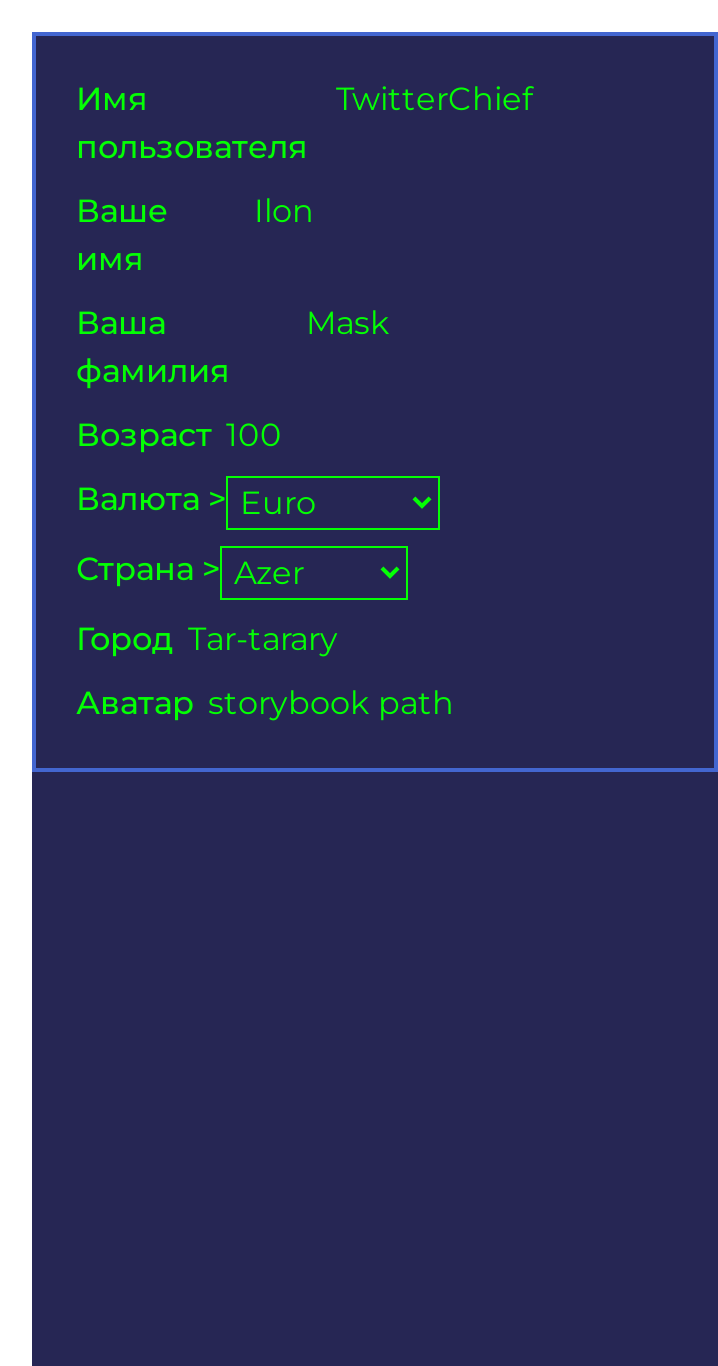 Имя TwitterChief
пользователя
Ваше Ilon
имя
Ваша Mask
фамилия
Возраст 100
Валюта > Euro
Страна > Azer
Город Tar-tarary
Аватар storybook path